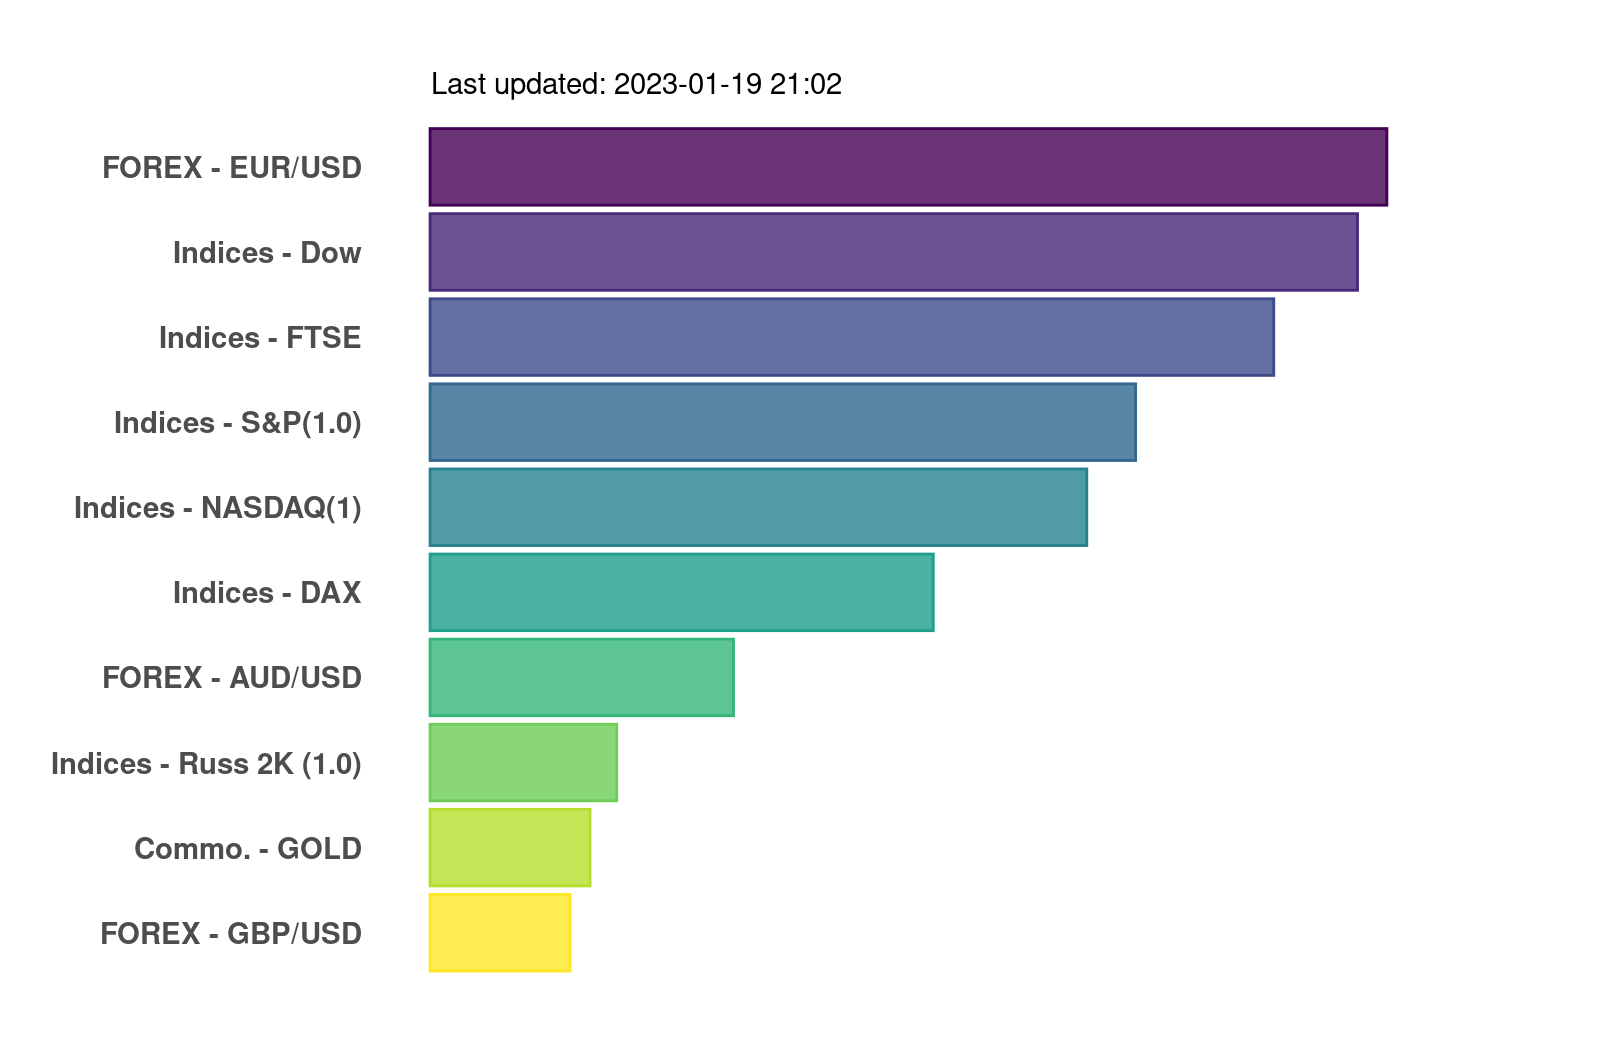 Last updated: 2023-01-19 21:02
FOREX - EUR/USD
Indices - Dow
Indices - FTSE
Indices - S&P(1.0)
Indices - NASDAQ(1)
Indices - DAX
FOREX - AUD/USD
Indices - Russ 2K (1.0)
Commo. - GOLD
FOREX - GBP/USD